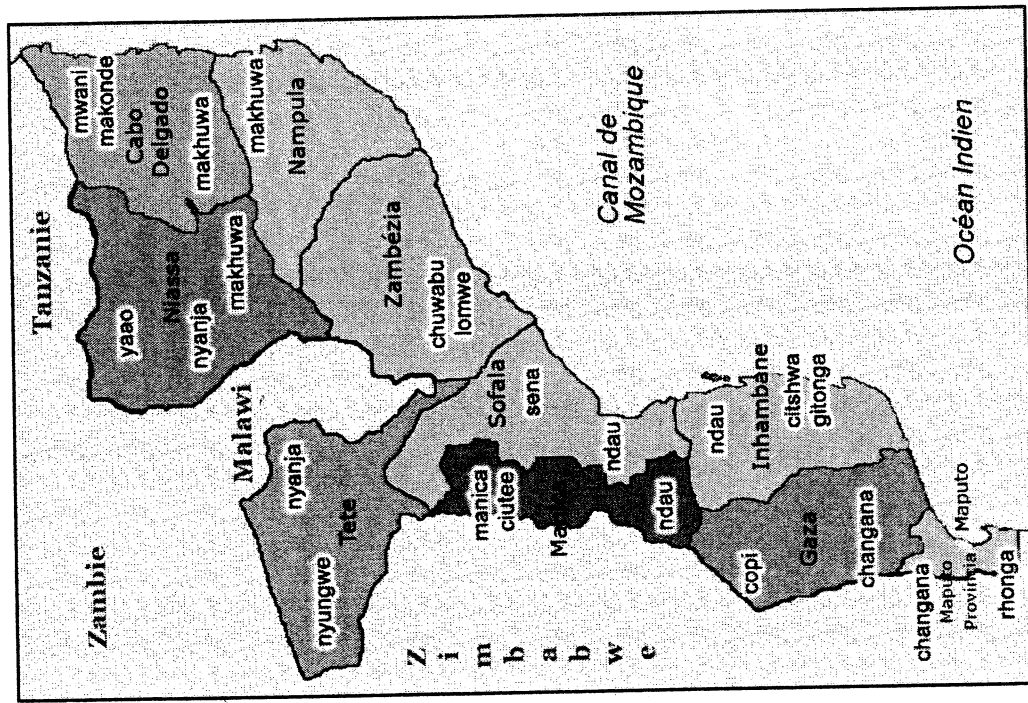 Tanzanie
Zambie
Malawi
mwani
makonde
Cabo
Delgado
makhuwa
yaao
Niassa
nyanja
makhuwa
makhuwa
Nampula
nyanja
nyungwe
Tete
Zambézia
chuwabu
lomwe
Canal de
Mozambique
Sofala
sena
manica
ciutee
ndau
ndau
Z
i
m
b
a
b
w
e
ndau
Inhambane
citshwa
gitonga
Océan Indien
copi
Gaza
changana
changana
Maputo
Provincia
Maputo
rhonga